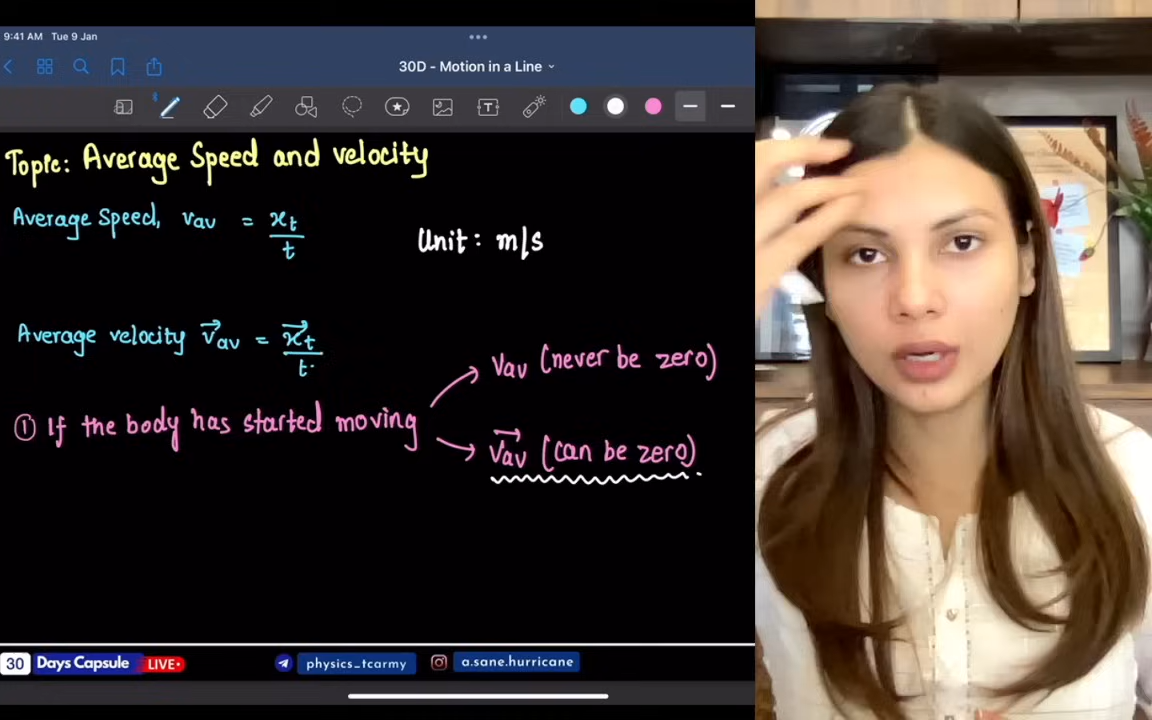 9:41 AM Tue 9 Jan
30D - Motion in a Line
T
Topic: Average Speed and velocity
Average Speed, vav = xt/t
Unit: m/s
Average velocity v⃗av = x⃗t/t
vav (never be zero)
① If the body has started moving
v⃗av (can be zero)
30 Days Capsule LIVE
physics_tcarmy
a.sane.hurricane